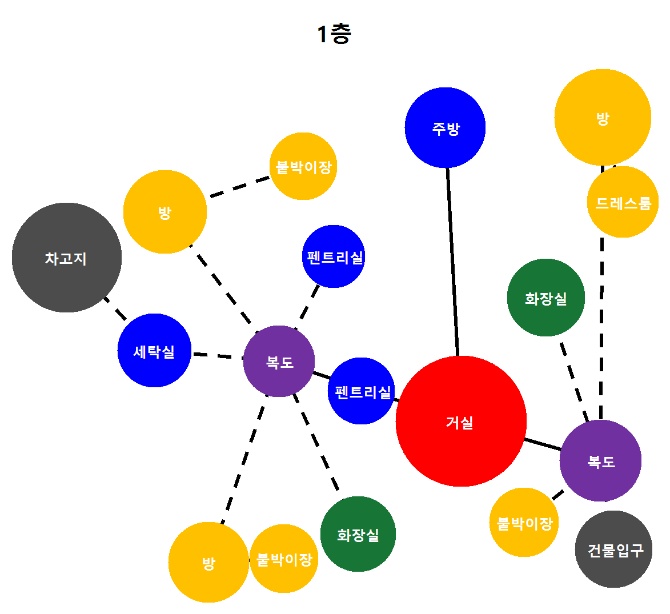 1층
주방
방
붙박이장
드레스룸
방
펜트리실
차고지
화장실
세탁실
복도
펜트리실
거실
복도
붙박이장
화장실
건물입구
방
붙박이장